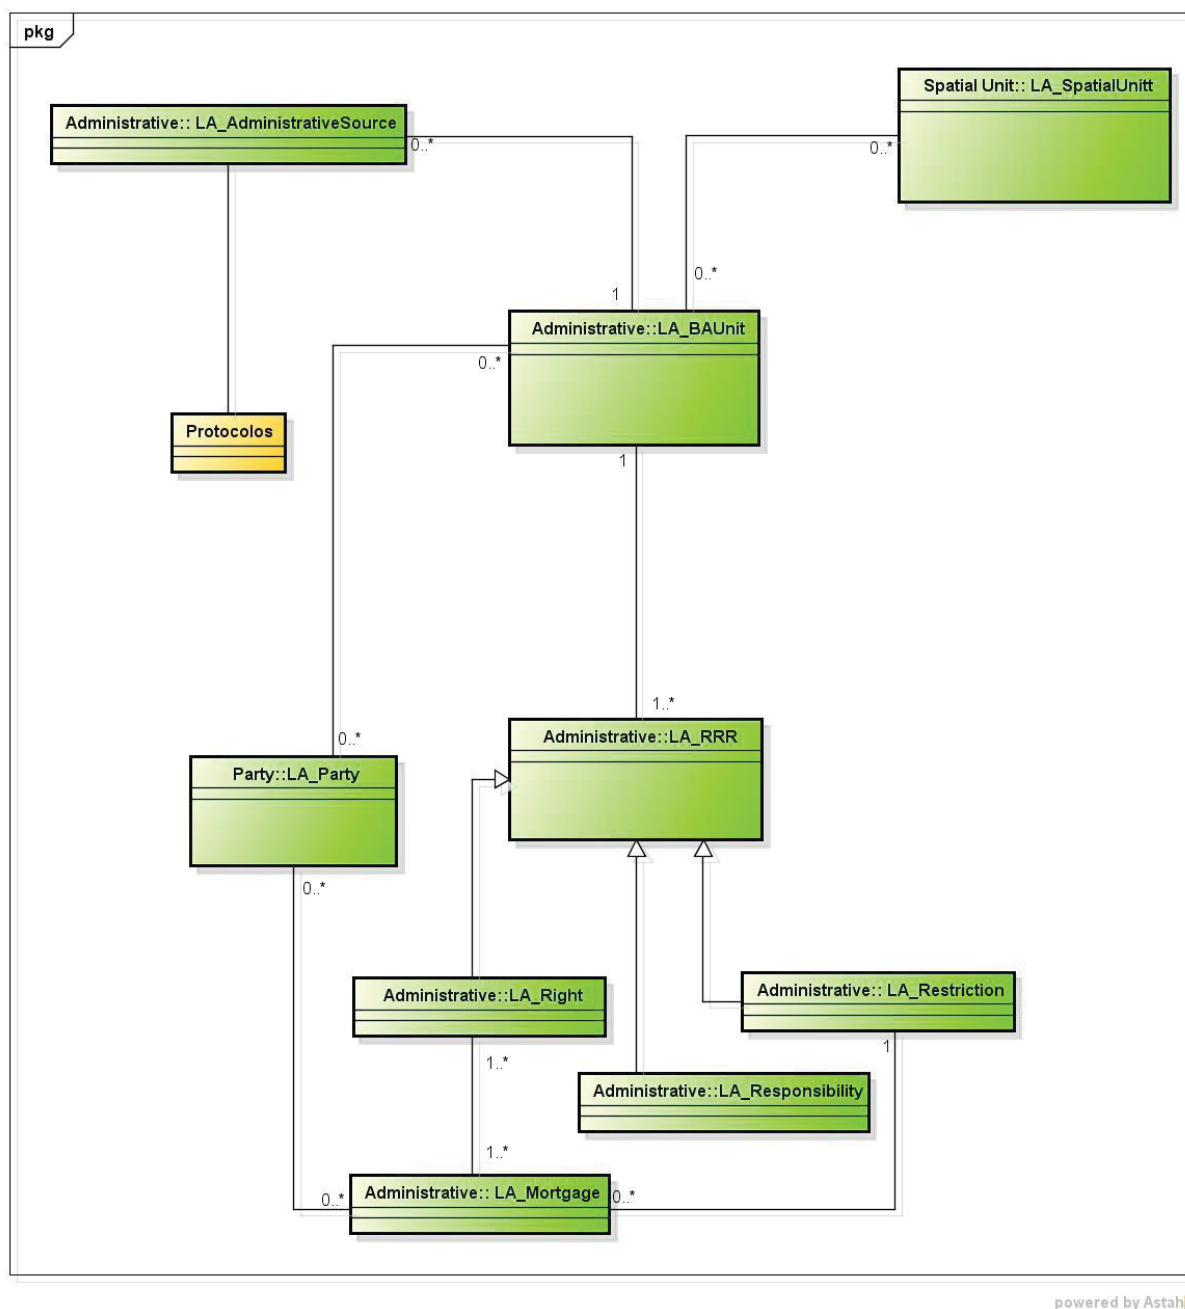 pkg
Spatial Unit:: LA_SpatialUnitt
Administrative:: LA_AdministrativeSource
0..*
0..*
0..*
1
Administrative::LA_BAUnit
0..*
Protocolos
1
1..*
Administrative::LA_RRR
0..*
Party::LA_Party
0..*
Administrative::LA_Right
Administrative:: LA_Restriction
1
1..*
Administrative::LA_Responsibility
1..*
Administrative:: LA_Mortgage
0..*
0..*
powered by Astah